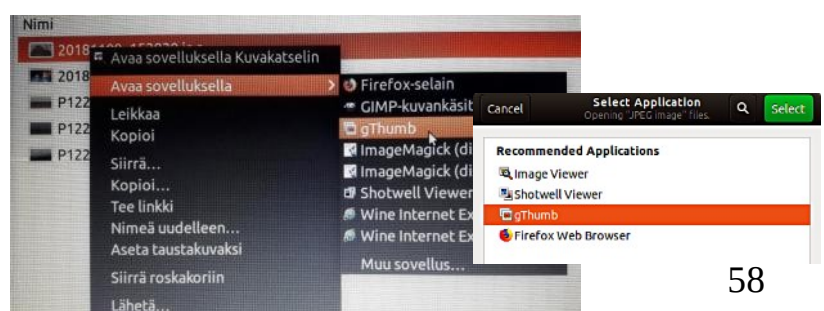 Nimi
2018
Avaa sovelluksella Kuvakatselin
2018
P122
P122
P122
Avaa sovelluksella
Leikkaa
Kopioi
Siirrä...
Kopioi...
Tee linkki
Nimeä uudelleen...
Aseta taustakuvaksi
Siirrä roskakoriin
Lähetä...
Firefox-selain
GIMP-kuvankäsit
gThumb
ImageMagick (di
ImageMagick (di
Shotwell Viewer
Wine Internet Ex
Wine Internet Ex
Muu sovellus...
Cancel
Select Application
Opening "JPEG image" files.
Select
Recommended Applications
Image Viewer
Shotwell Viewer
gThumb
Firefox Web Browser
58